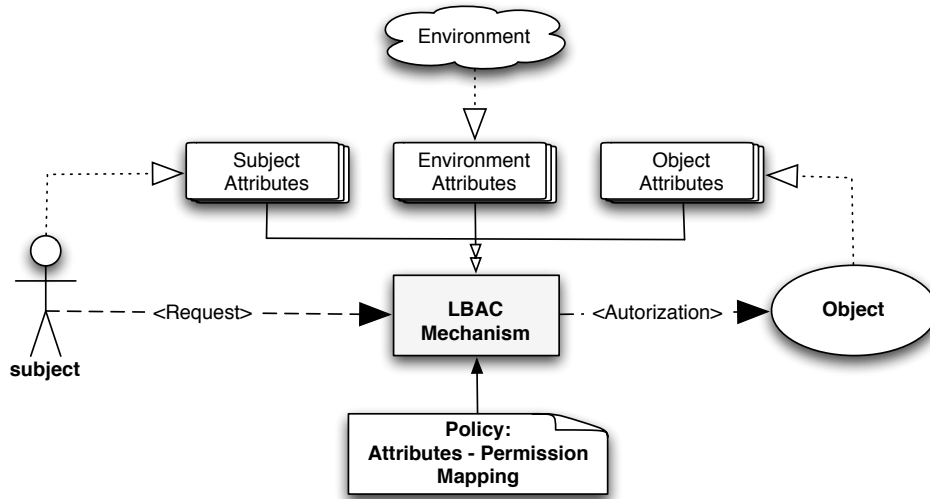 Environment
Subject
Attributes
Environment
Attributes
Object
Attributes
<Request>
LBAC
Mechanism
<Autorization>
Object
subject
Policy:
Attributes - Permission
Mapping